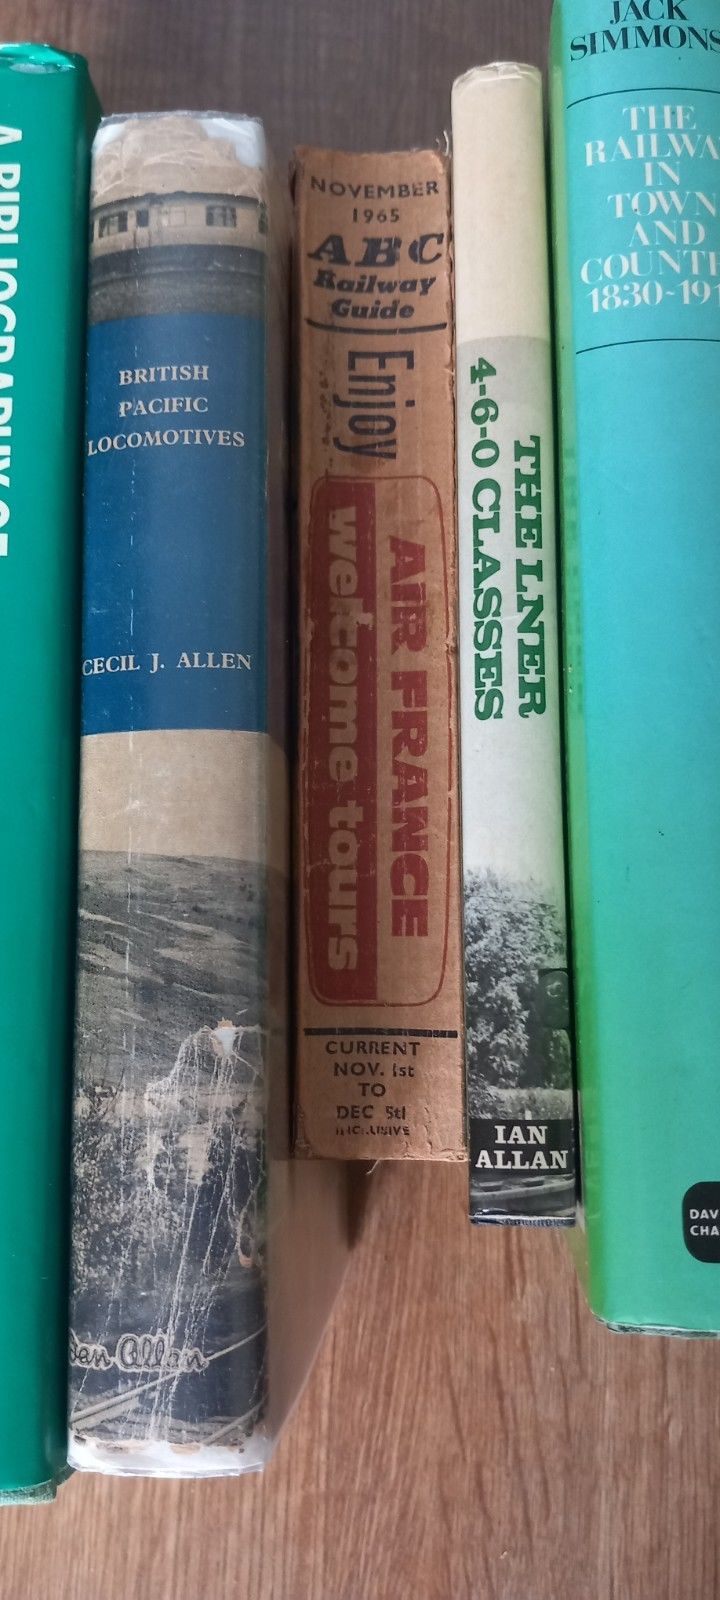 A BIBLIOGRAPHY OF
BRITISH
PACIFIC
LOCOMOTIVES
CECIL J. ALLEN
Ian Allan
NOVEMBER
1965
ABC
Railway
Guide
Enjoy
AIR FRANCE
welcome tours
CURRENT
NOV. 1st
TO
DEC 5th
INCLUSIVE
THE LNER
4-6-0 CLASSES
IAN
ALLAN
JACK
SIMMONS
THE
RAILWA
IN
TOWN
AND
COUNT
1830-191
DAV
CHA